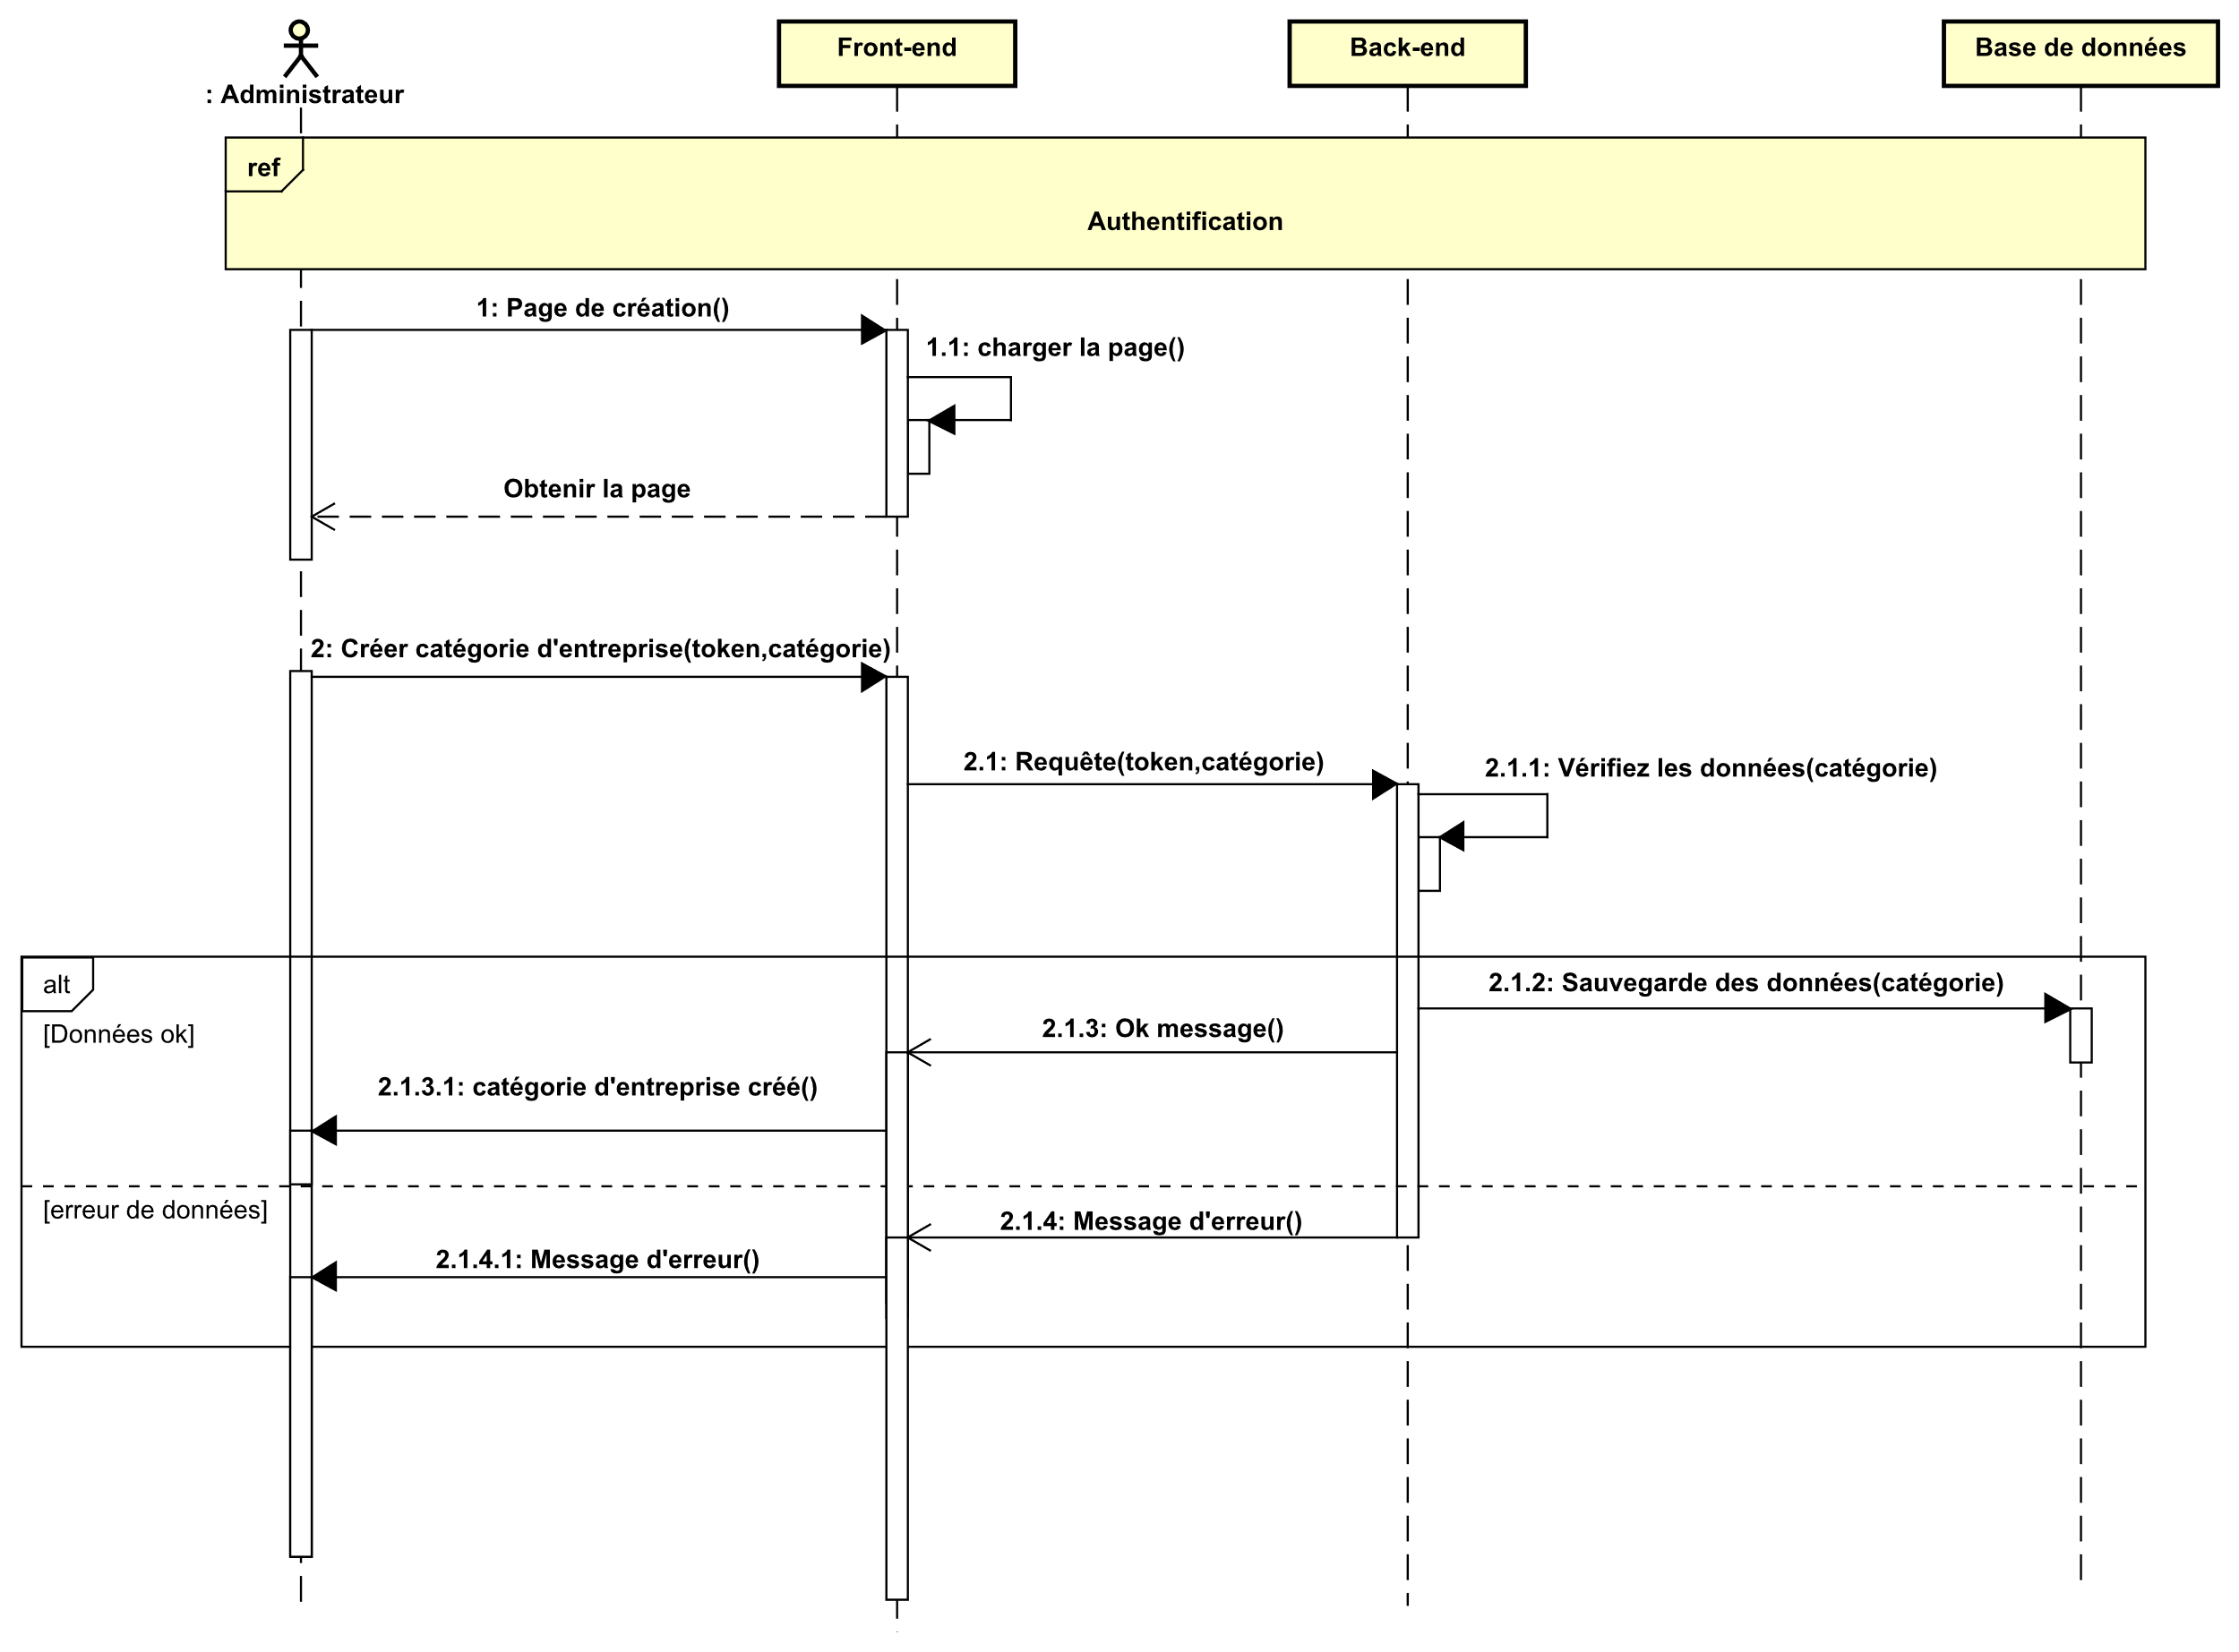 : Administrateur
Front-end
Back-end
Base de données
ref
Authentification
1: Page de création()
1.1: charger la page()
Obtenir la page
2: Créer catégorie d'entreprise(token,catégorie)
2.1: Requête(token,catégorie)
2.1.1: Vérifiez les données(catégorie)
alt
[Données ok]
2.1.2: Sauvegarde des données(catégorie)
2.1.3: Ok message()
2.1.3.1: catégorie d'entreprise créé()
[erreur de données]
2.1.4: Message d'erreur()
2.1.4.1: Message d'erreur()